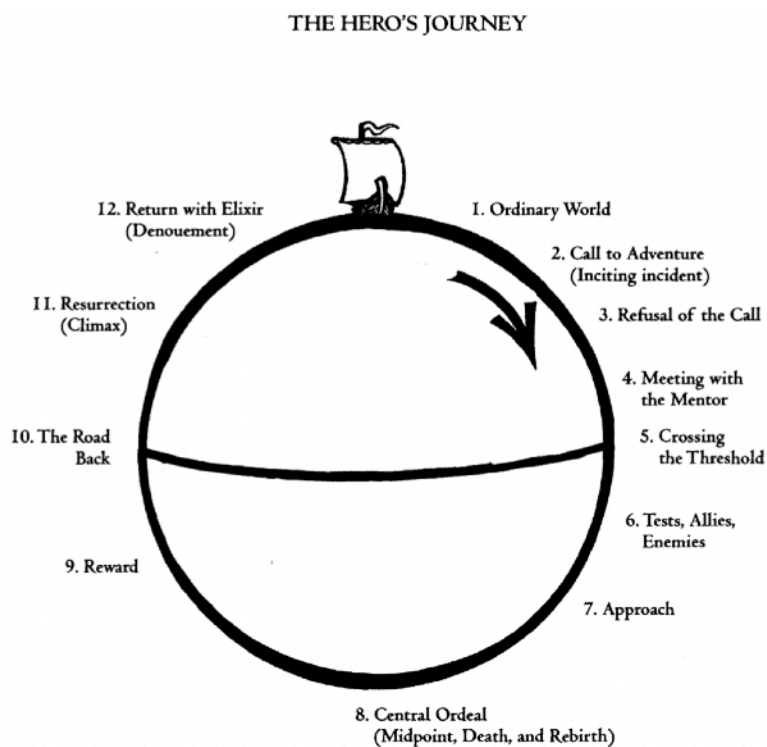 THE HERO'S JOURNEY
1. Ordinary World
2. Call to Adventure
(Inciting incident)
3. Refusal of the Call
4. Meeting with
the Mentor
5. Crossing
the Threshold
6. Tests, Allies,
Enemies
7. Approach
8. Central Ordeal
(Midpoint, Death, and Rebirth)
9. Reward
10. The Road
Back
11. Resurrection
(Climax)
12. Return with Elixir
(Denouement)